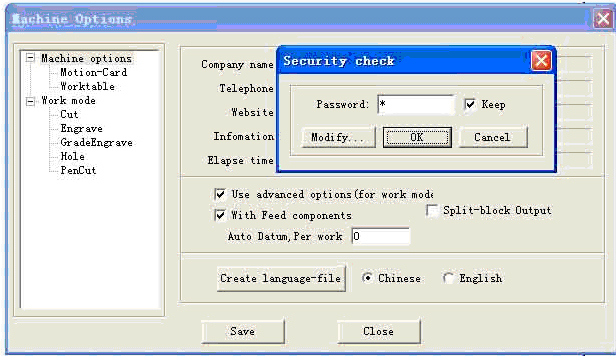 Machine Options
Machine options
Motion-Card
Worktable
Work mode
Cut
Engrave
GradeEngrave
Hole
PenCut
Company name
Telephone
Website
Infomation
Elapse time
Security check
Password: *
Keep
Modify... OK Cancel
Use advanced options(for work mode
With Feed components
Split-block Output
Auto Datum,Per work 0
Create language-file Chinese English
Save Close